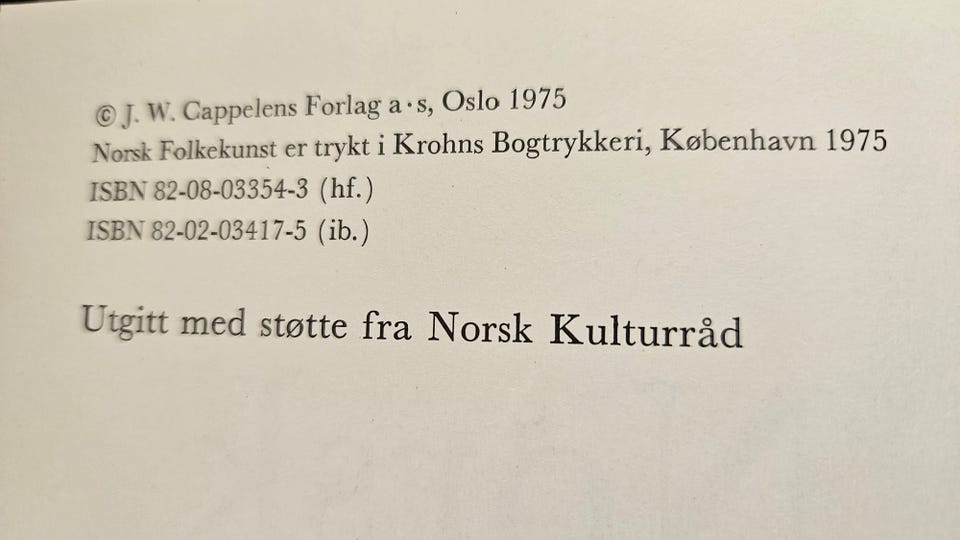 © J. W. Cappelens Forlag a·s, Oslo 1975
Norsk Folkekunst er trykt i Krohns Bogtrykkeri, København 1975
ISBN 82-08-03354-3 (hf.)
ISBN 82-02-03417-5 (ib.)
Utgitt med støtte fra Norsk Kulturråd